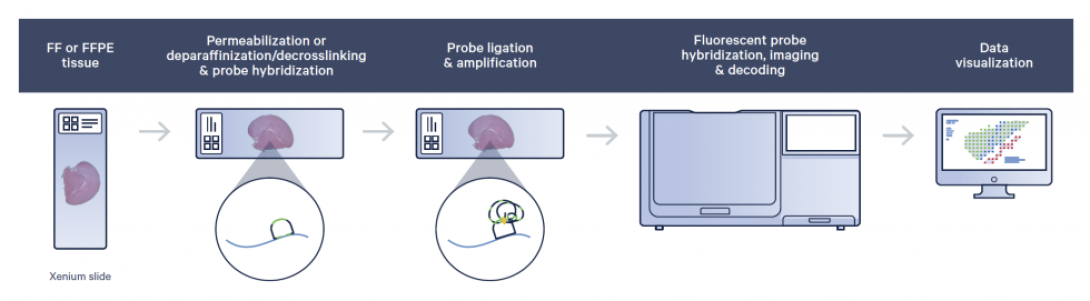 FF or FFPE
tissue
Permeabilization or
deparaffinization/decrosslinking
& probe hybridization
Probe ligation
& amplification
Fluorescent probe
hybridization, imaging
& decoding
Data
visualization
Xenium slide